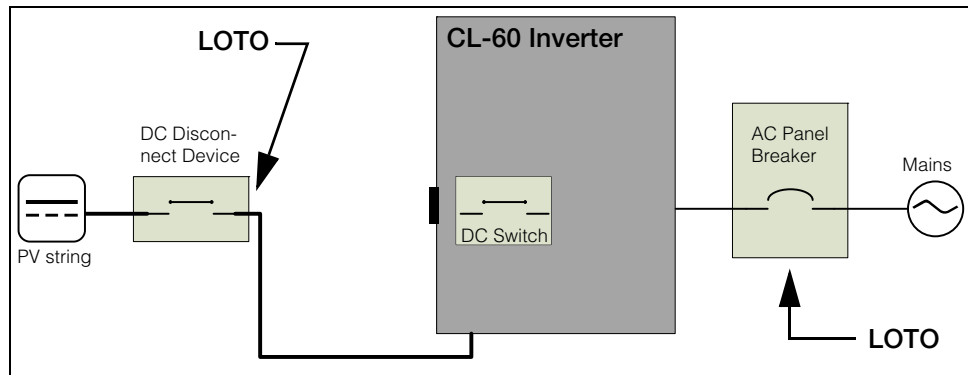 LOTO
CL-60 Inverter
DC Discon-
nect Device
AC Panel
Breaker
Mains
DC Switch
PV string
LOTO